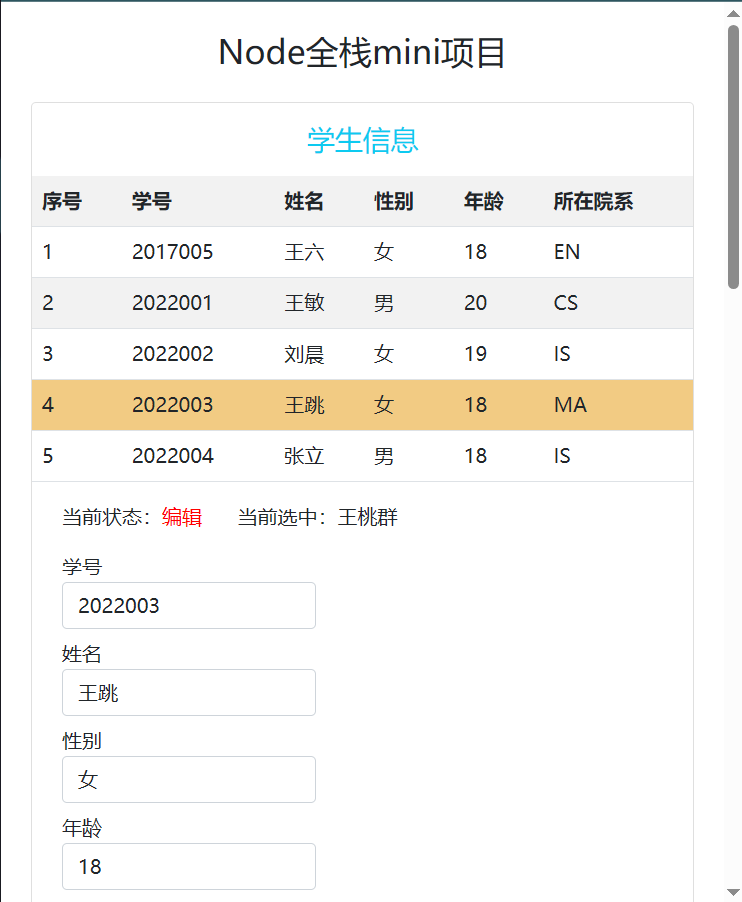 Node全栈mini项目
学生信息
序号 学号 姓名 性别 年龄 所在院系
1 2017005 王六 女 18 EN
2 2022001 王敏 男 20 CS
3 2022002 刘晨 女 19 IS
4 2022003 王跳 女 18 MA
5 2022004 张立 男 18 IS
当前状态：编辑 当前选中：王桃群
学号
2022003
姓名
王跳
性别
女
年龄
18